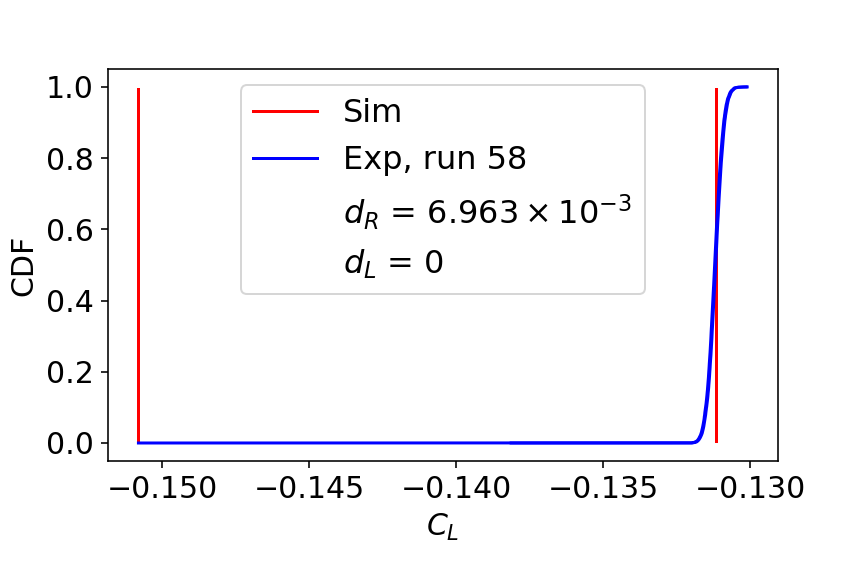 1.0
0.8
0.6
0.4
0.2
0.0
CDF
Sim
Exp, run 58
d_R = 6.963 × 10^{−3}
d_L = 0
−0.150 −0.145 −0.140 −0.135 −0.130
C_L